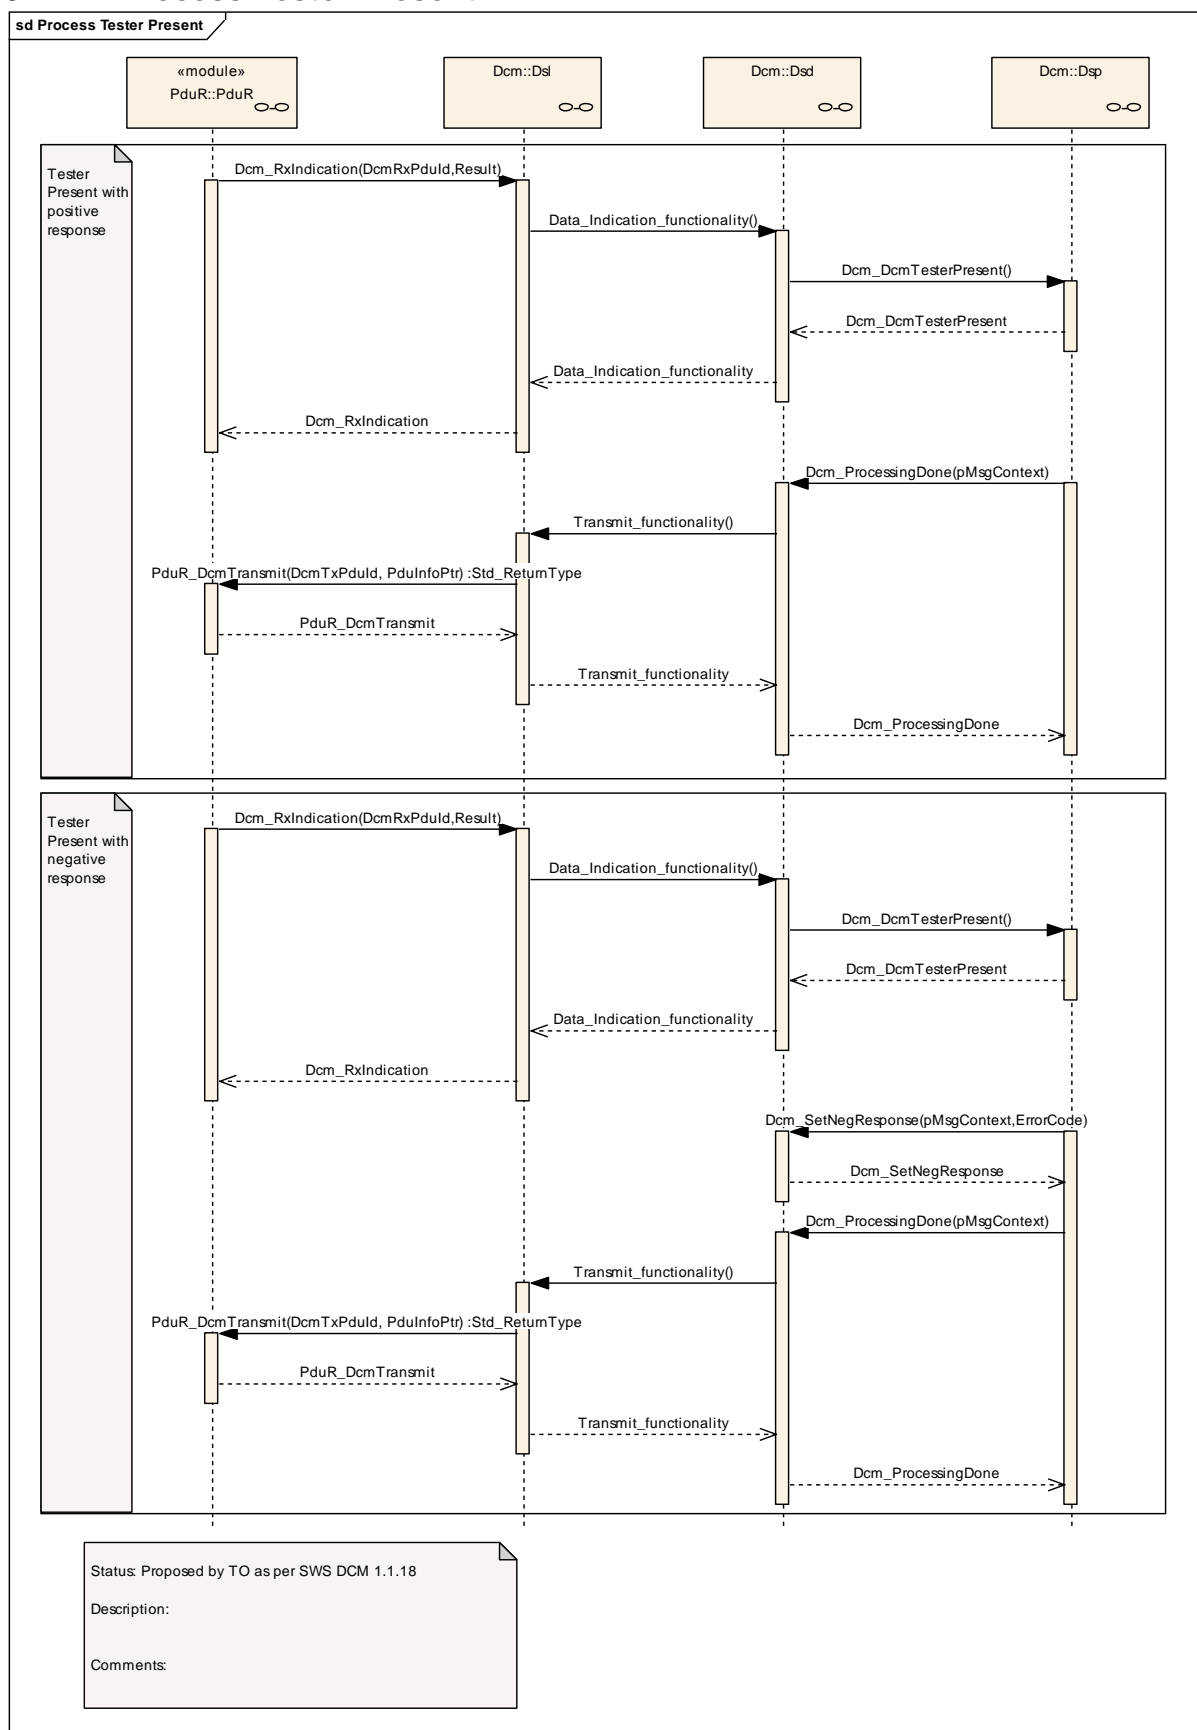 sd Process Tester Present
«module»
PduR::PduR
Dcm::Dsl
Dcm::Dsd
Dcm::Dsp
Tester
Present with
positive
response
Dcm_RxIndication(DcmRxPduId,Result)
Data_Indication_functionality()
Dcm_DcmTesterPresent()
Dcm_DcmTesterPresent
Data_Indication_functionality
Dcm_RxIndication
Dcm_ProcessingDone(pMsgContext)
Transmit_functionality()
PduR_DcmTransmit(DcmTxPduId, PduInfoPtr) :Std_ReturnType
PduR_DcmTransmit
Transmit_functionality
Dcm_ProcessingDone
Tester
Present with
negative
response
Dcm_RxIndication(DcmRxPduId,Result)
Data_Indication_functionality()
Dcm_DcmTesterPresent()
Dcm_DcmTesterPresent
Data_Indication_functionality
Dcm_RxIndication
Dcm_SetNegResponse(pMsgContext,ErrorCode)
Dcm_SetNegResponse
Dcm_ProcessingDone(pMsgContext)
Transmit_functionality()
PduR_DcmTransmit(DcmTxPduId, PduInfoPtr) :Std_ReturnType
PduR_DcmTransmit
Transmit_functionality
Dcm_ProcessingDone
Status: Proposed by TO as per SWS DCM 1.1.18
Description:
Comments: